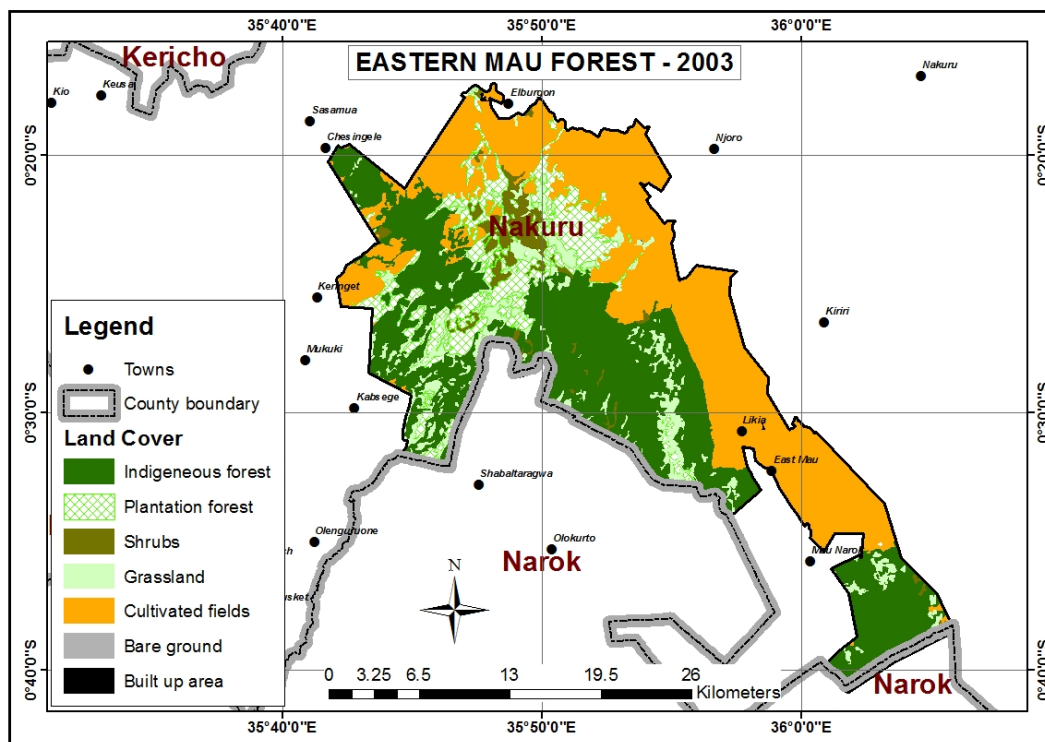 35°40'0"E
35°50'0"E
36°0'0"E
Kericho
EASTERN MAU FOREST - 2003
Kio
Keusa
Elburgon
Nakuru
Sasamua
Chesingele
Njoro
0°20'0"S
0°20'0"S
Nakuru
Keringet
Kiriri
Mukuki
Kabsege
0°30'0"S
0°30'0"S
Likia
East Mau
Shabaltaragwa
Olenguruone
Olokurto
Mau Narok
ch
usket
Narok
N
Legend
Towns
County boundary
Land Cover
Indigeneous forest
Plantation forest
Shrubs
Grassland
Cultivated fields
Bare ground
Built up area
0°40'0"S
0°40'0"S
0 3.25 6.5 13 19.5 26
Kilometers
Narok
35°40'0"E
35°50'0"E
36°0'0"E